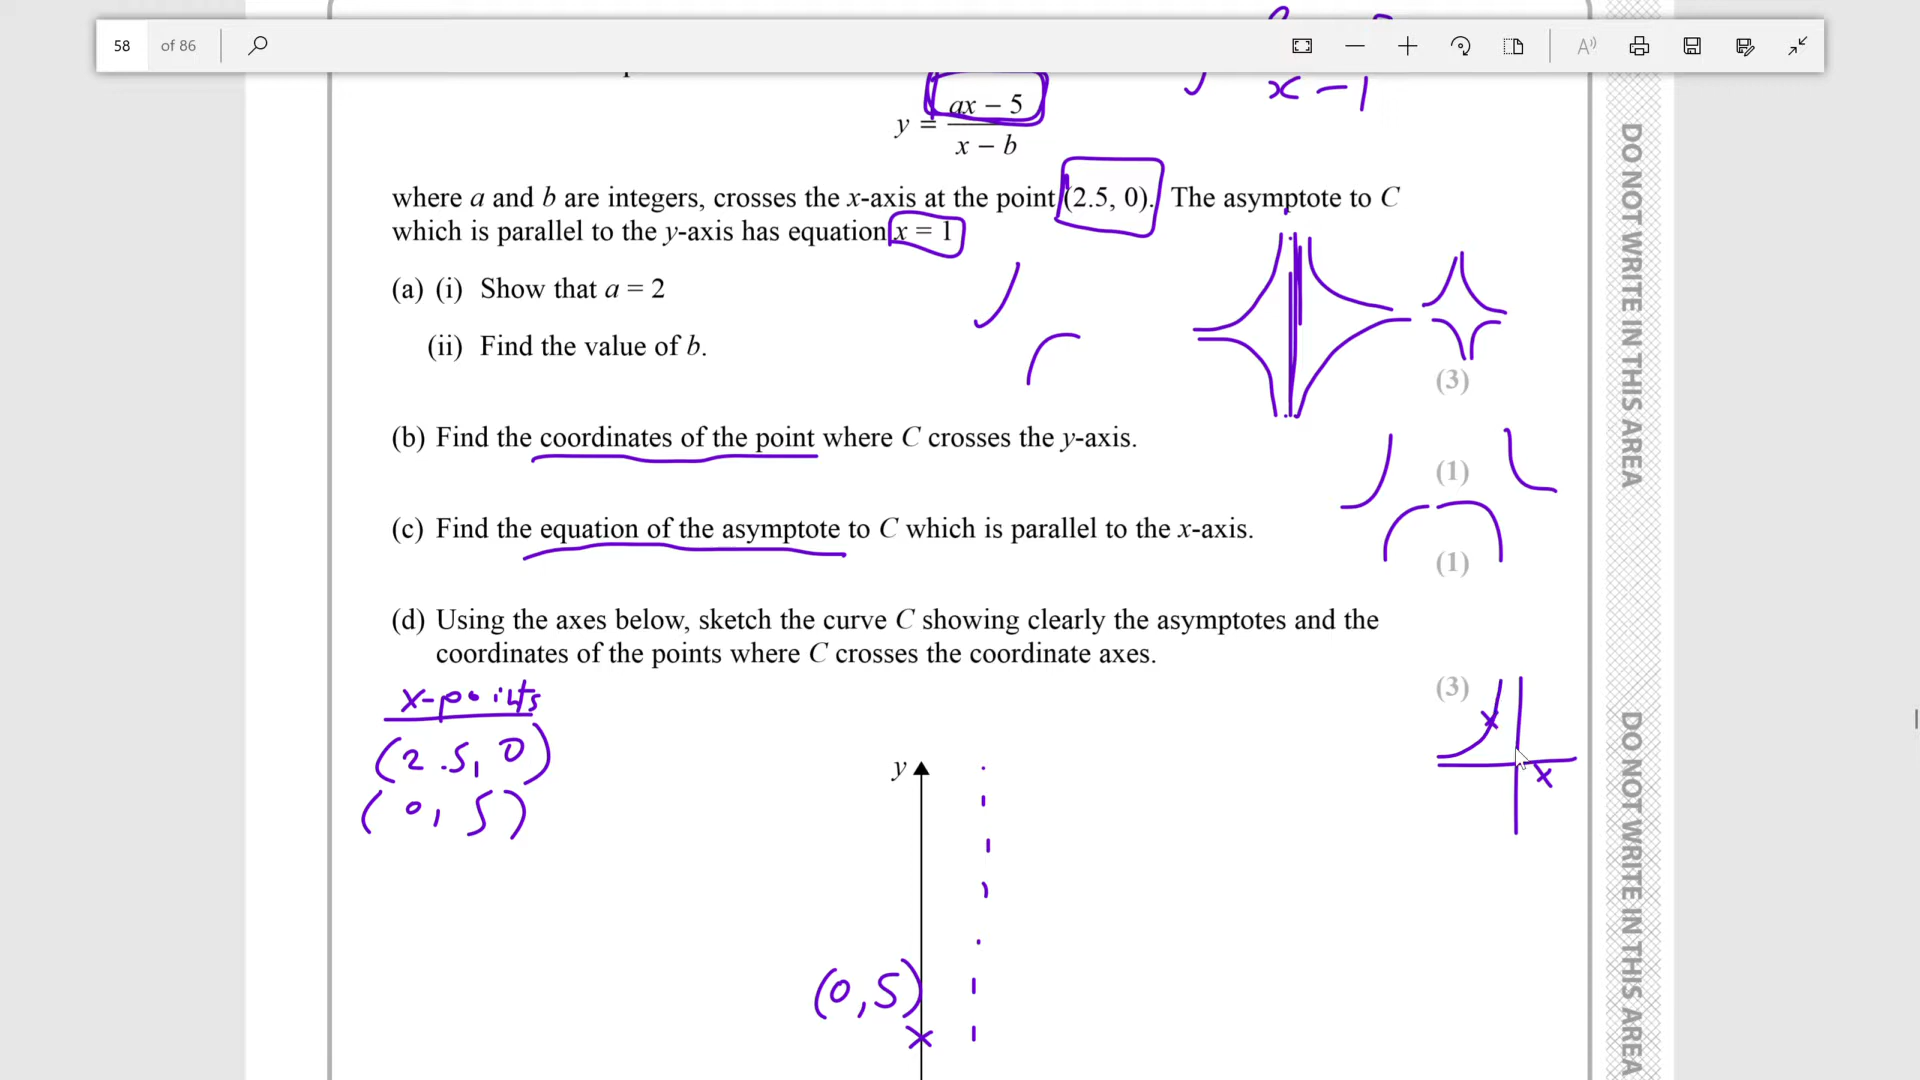 58 of 86
x − 1
y = ax − 5 / x − b
where a and b are integers, crosses the x-axis at the point (2.5, 0). The asymptote to C
which is parallel to the y-axis has equation x = 1
(a) (i) Show that a = 2
(ii) Find the value of b.
(3)
(b) Find the coordinates of the point where C crosses the y-axis.
(1)
(c) Find the equation of the asymptote to C which is parallel to the x-axis.
(1)
(d) Using the axes below, sketch the curve C showing clearly the asymptotes and the
coordinates of the points where C crosses the coordinate axes.
(3)
x-points
(2.5, 0)
(0, 5)
y
(0, 5)
x
x
x
DO NOT WRITE IN THIS AREA
DO NOT WRITE IN THIS AREA